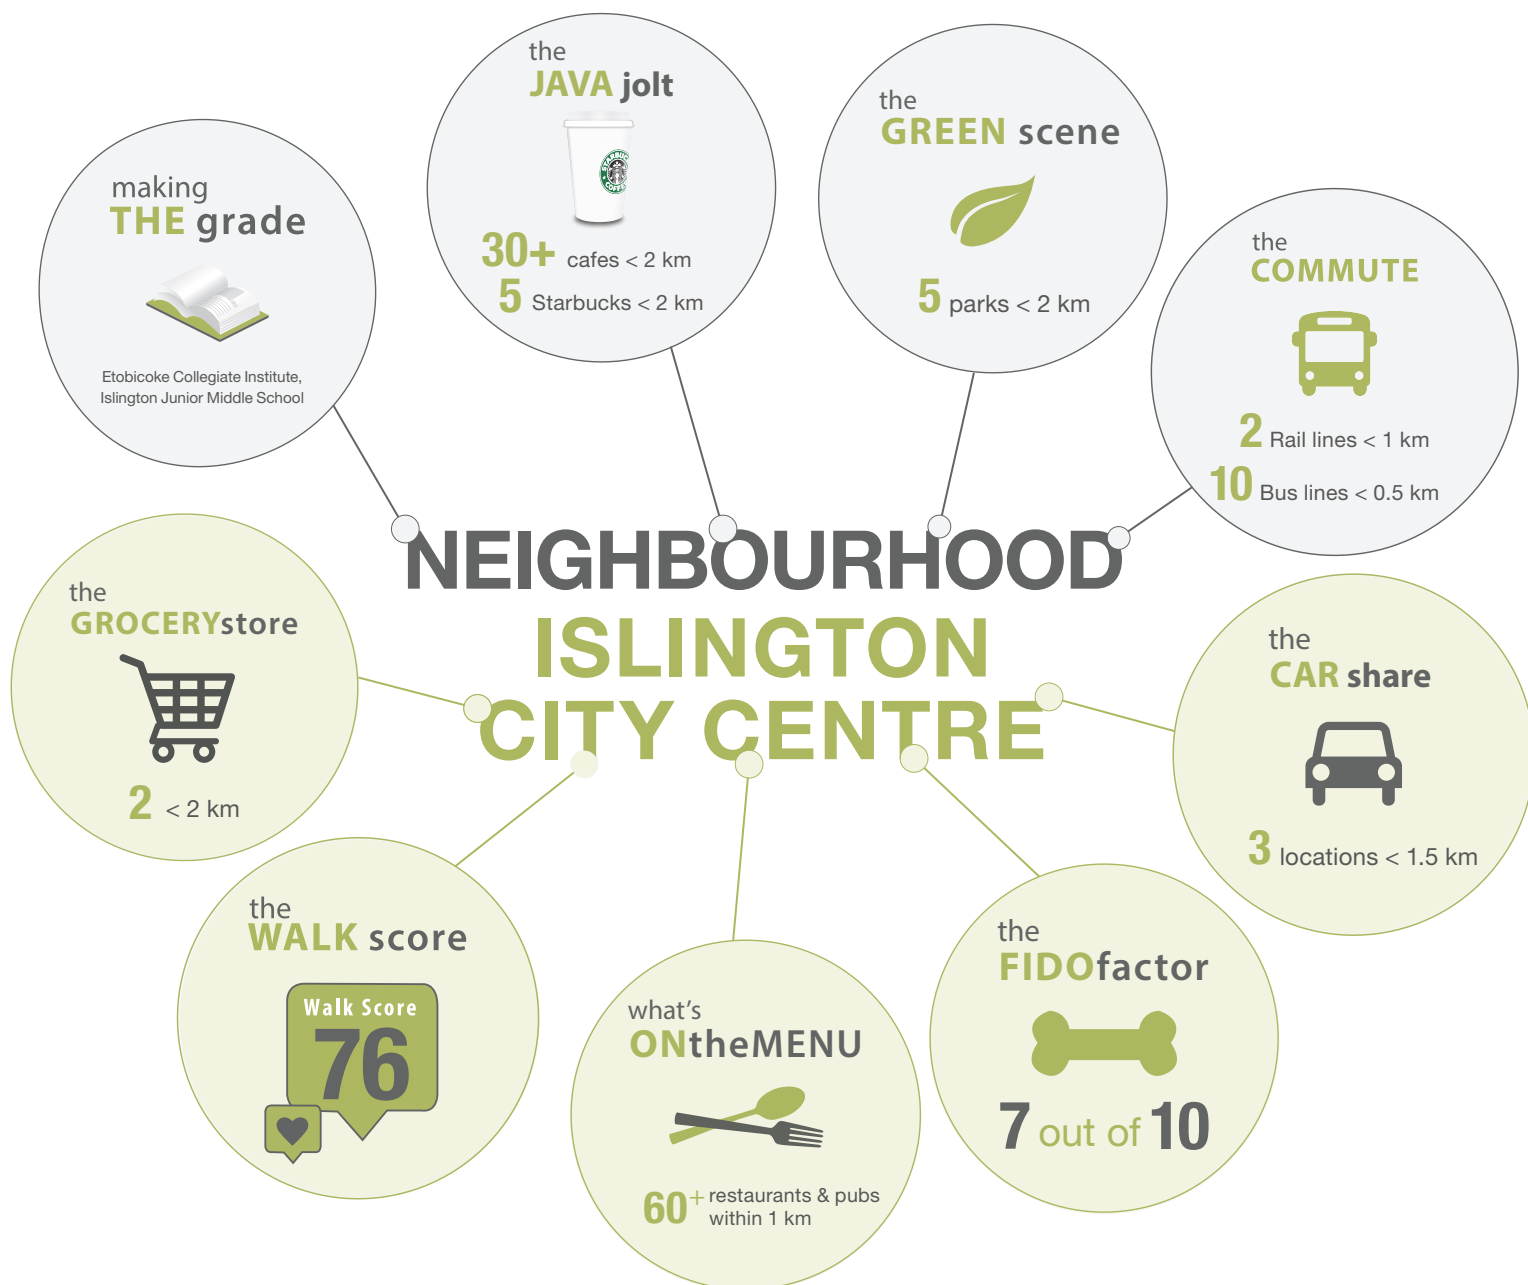 making
THE grade
Etobicoke Collegiate Institute,
Islington Junior Middle School
the
JAVA jolt
STARBUCKS
COFFEE
30+ cafes < 2 km
5 Starbucks < 2 km
the
GREEN scene
5 parks < 2 km
the
COMMUTE
2 Rail lines < 1 km
10 Bus lines < 0.5 km
NEIGHBOURHOOD
ISLINGTON
CITY CENTRE
the
GROCERYstore
2 < 2 km
the
CAR share
3 locations < 1.5 km
the
WALK score
Walk Score
76
what's
ONtheMENU
60+ restaurants & pubs
within 1 km
the
FIDOfactor
7 out of 10